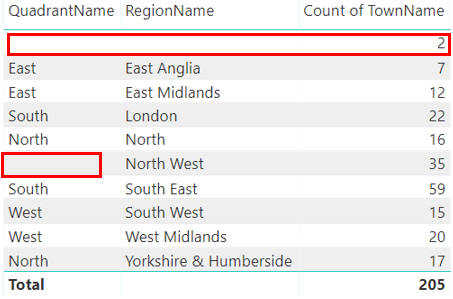 QuadrantName RegionName Count of TownName
2
East East Anglia 7
East East Midlands 12
South London 22
North North 16
North West 35
South South East 59
West South West 15
West West Midlands 20
North Yorkshire & Humberside 17
Total 205